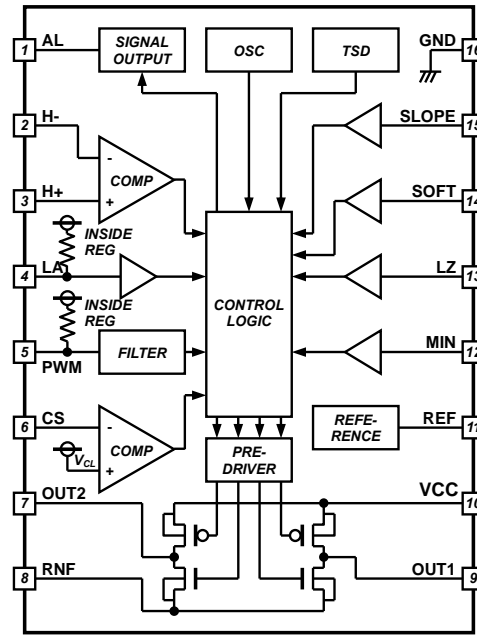 1
AL
SIGNAL
OUTPUT
OSC
TSD
GND
16
2
H-
SLOPE
15
-
COMP
+
3
H+
SOFT
14
INSIDE
REG
4
LA
LZ
13
CONTROL
LOGIC
INSIDE
REG
5
PWM
FILTER
MIN
12
6
CS
-
COMP
VCL
+
REFE-
RENCE
REF
11
PRE-
DRIVER
7
OUT2
VCC
10
8
RNF
OUT1
9